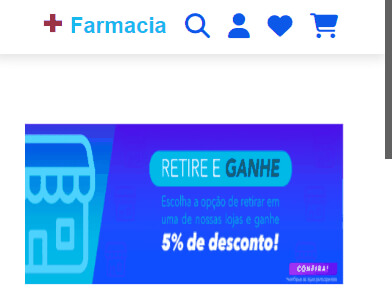 Farmacia
RETIRE E GANHE
Escolha a opção de retirar em
uma de nossas lojas e ganhe
5% de desconto!
CONFIRA!